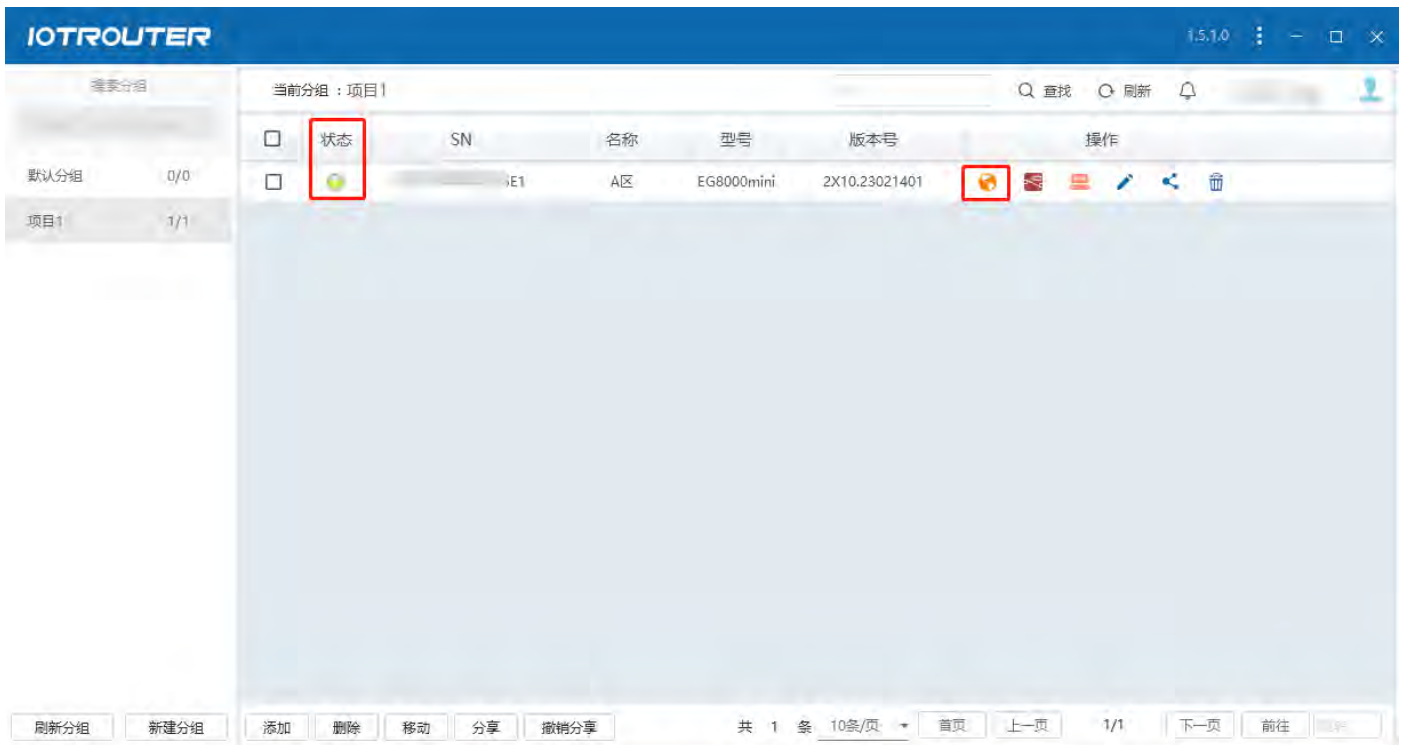 IOTROUTER
1.5.1.0
搜索分组
当前分组：项目1
查找 刷新
状态 SN 名称 型号 版本号 操作
默认分组 0/0
E1 A区 EG8000mini 2X10.23021401
项目1 1/1
刷新分组 新建分组 添加 删除 移动 分享 撤销分享 共 1 条 10条/页 首页 上一页 1/1 下一页 前往